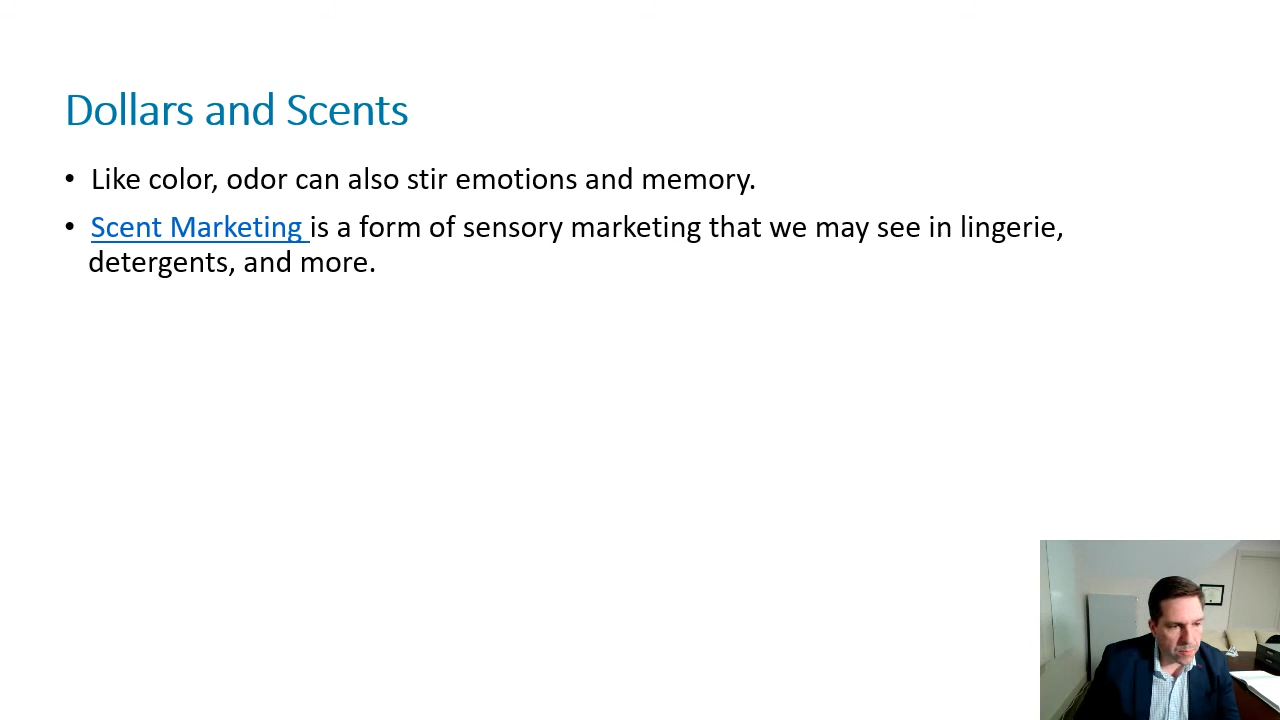 Dollars and Scents
• Like color, odor can also stir emotions and memory.
• Scent Marketing is a form of sensory marketing that we may see in lingerie,
detergents, and more.